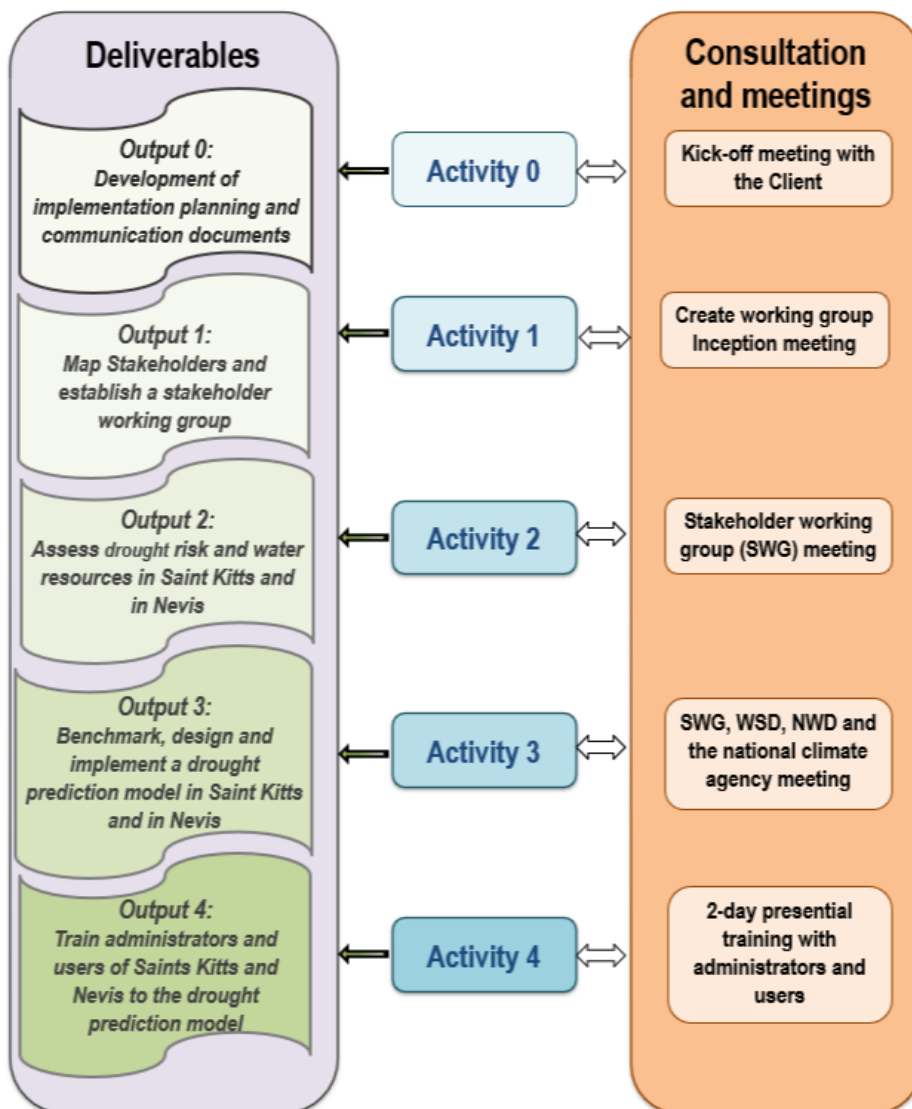 Deliverables
Output 0:
Development of
implementation planning and
communication documents
Output 1:
Map Stakeholders and
establish a stakeholder
working group
Output 2:
Assess drought risk and water
resources in Saint Kitts and
in Nevis
Output 3:
Benchmark, design and
implement a drought
prediction model in Saint Kitts
and in Nevis
Output 4:
Train administrators and
users of Saints Kitts and
Nevis to the drought
prediction model
Activity 0
Activity 1
Activity 2
Activity 3
Activity 4
Consultation
and meetings
Kick-off meeting with
the Client
Create working group
Inception meeting
Stakeholder working
group (SWG) meeting
SWG, WSD, NWD and
the national climate
agency meeting
2-day presential
training with
administrators and
users